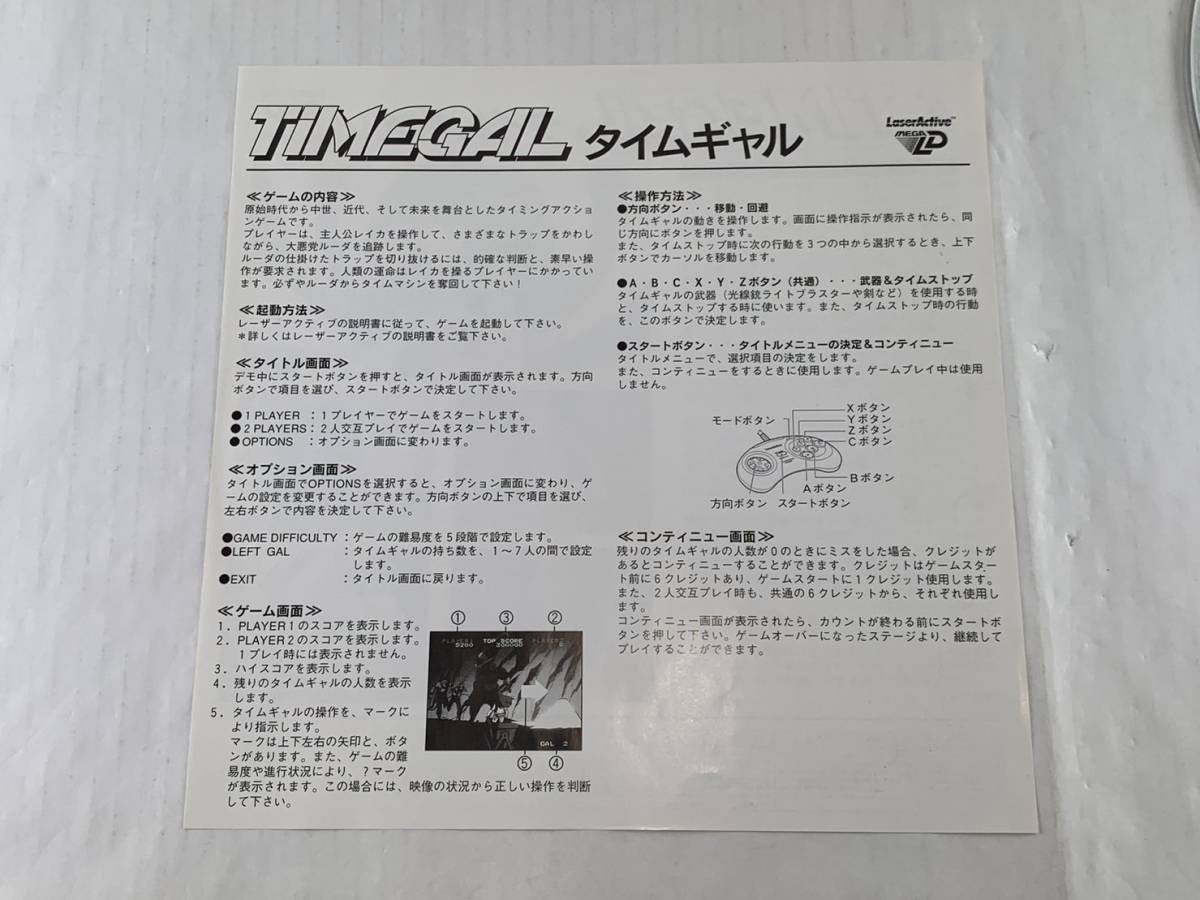 TIMEGAL タイムギャル
LaserActive™
MEGA LD
≪ゲームの内容≫
原始時代から中世、近代、そして未来を舞台としたタイミングアクショ
ンゲームです。
プレイヤーは、主人公レイカを操作して、さまざまなトラップをかわし
ながら、大悪党ルーダを追跡します。
ルーダの仕掛けたトラップを切り抜けるには、的確な判断と、素早い操
作が要求されます。人類の運命はレイカを操るプレイヤーにかかってい
ます。必ずやルーダからタイムマシンを奪回して下さい！
≪起動方法≫
レーザーアクティブの説明書に従って、ゲームを起動して下さい。
＊詳しくはレーザーアクティブの説明書をご覧下さい。
≪タイトル画面≫
デモ中にスタートボタンを押すと、タイトル画面が表示されます。方向
ボタンで項目を選び、スタートボタンで決定して下さい。
●1 PLAYER ：1プレイヤーでゲームをスタートします。
●2 PLAYERS：2人交互プレイでゲームをスタートします。
●OPTIONS ：オプション画面に変わります。
≪オプション画面≫
タイトル画面でOPTIONSを選択すると、オプション画面に変わり、ゲ
ームの設定を変更することができます。方向ボタンの上下で項目を選び、
左右ボタンで内容を決定して下さい。
●GAME DIFFICULTY：ゲームの難易度を5段階で設定します。
●LEFT GAL ：タイムギャルの持ち数を、1～7人の間で設定
します。
●EXIT ：タイトル画面に戻ります。
≪ゲーム画面≫
1．PLAYER1のスコアを表示します。
2．PLAYER2のスコアを表示します。
1プレイ時には表示されません。
3．ハイスコアを表示します。
4．残りのタイムギャルの人数を表示
します。
5．タイムギャルの操作を、マークに
より指示します。
マークは上下左右の矢印と、ボタ
ンがあります。また、ゲームの難
易度や進行状況により、？マーク
が表示されます。この場合には、映像の状況から正しい操作を判断
して下さい。
① ③ ②
PLAYER1 TOP SCORE PLAYER2
5200 300000 0
GAL 2
⑤ ④
≪操作方法≫
●方向ボタン・・・移動・回避
タイムギャルの動きを操作します。画面に操作指示が表示されたら、同
じ方向にボタンを押します。
また、タイムストップ時に次の行動を3つの中から選択するとき、上下
ボタンでカーソルを移動します。
●A・B・C・X・Y・Zボタン（共通）・・・武器＆タイムストップ
タイムギャルの武器（光線銃ライトブラスターや剣など）を使用する時
と、タイムストップする時に使います。また、タイムストップ時の行動
を、このボタンで決定します。
●スタートボタン・・・タイトルメニューの決定＆コンティニュー
タイトルメニューで、選択項目の決定をします。
また、コンティニューをするときに使用します。ゲームプレイ中は使用
しません。
モードボタン
Xボタン
Yボタン
Zボタン
Cボタン
Bボタン
Aボタン
方向ボタン スタートボタン
≪コンティニュー画面≫
残りのタイムギャルの人数が0のときにミスをした場合、クレジットが
あるとコンティニューすることができます。クレジットはゲームスター
ト前に6クレジットあり、ゲームスタートに1クレジット使用します。
また、2人交互プレイ時も、共通の6クレジットから、それぞれ使用しま
す。
コンティニュー画面が表示されたら、カウントが終わる前にスタートボ
タンを押して下さい。ゲームオーバーになったステージより、継続して
プレイすることができます。